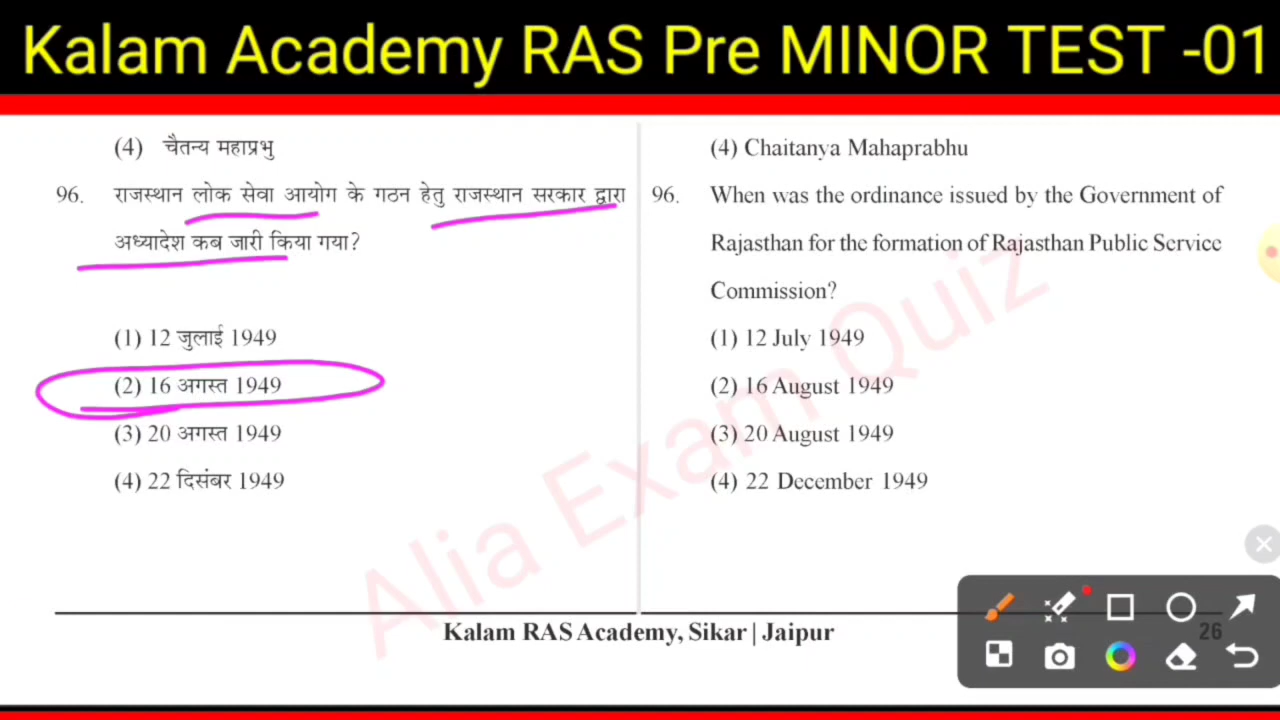 Kalam Academy RAS Pre MINOR TEST -01
(4) चैतन्य महाप्रभु
96. राजस्थान लोक सेवा आयोग के गठन हेतु राजस्थान सरकार द्वारा
अध्यादेश कब जारी किया गया?
(1) 12 जुलाई 1949
(2) 16 अगस्त 1949
(3) 20 अगस्त 1949
(4) 22 दिसंबर 1949
(4) Chaitanya Mahaprabhu
96. When was the ordinance issued by the Government of
Rajasthan for the formation of Rajasthan Public Service
Commission?
(1) 12 July 1949
(2) 16 August 1949
(3) 20 August 1949
(4) 22 December 1949
Alia Exam Quiz
Kalam RAS Academy, Sikar | Jaipur
26